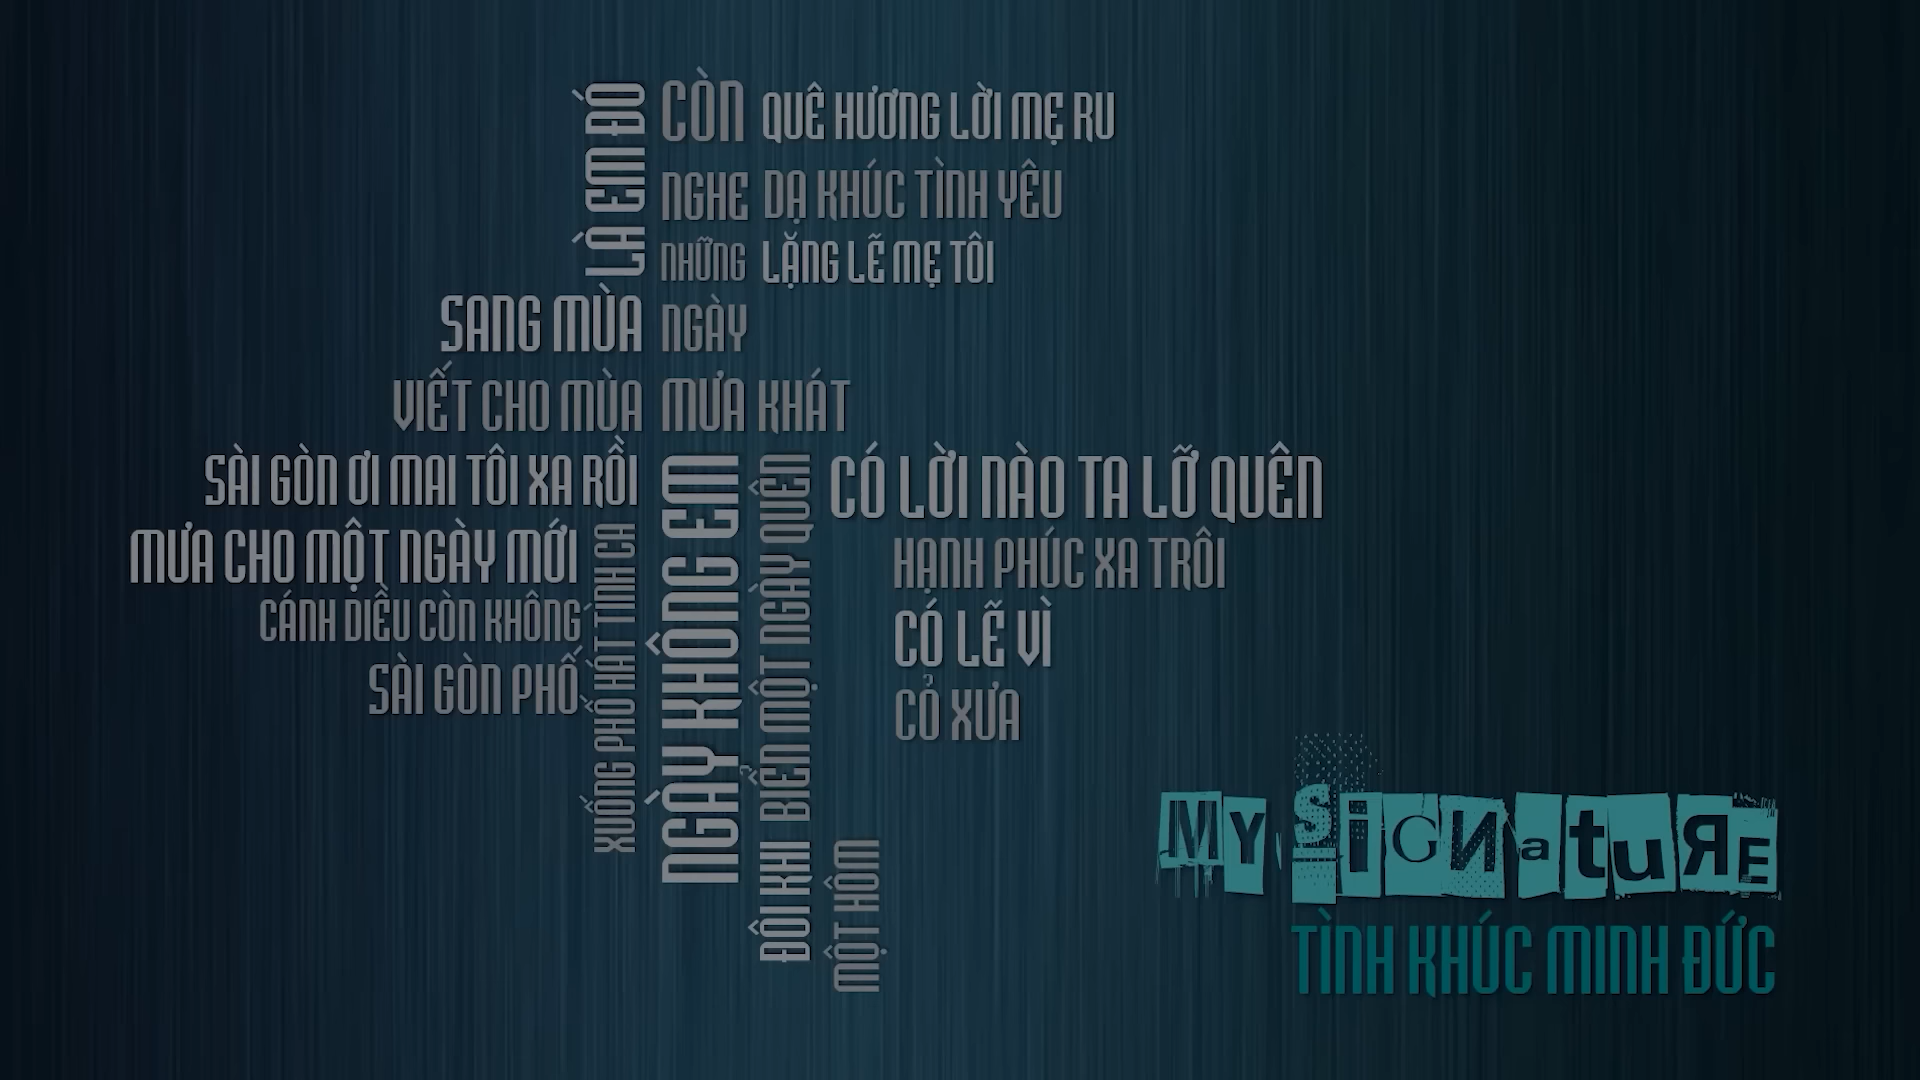 LÀ EM ĐÓ
CÒN QUÊ HƯƠNG LỜI MẸ RU
NGHE DẠ KHÚC TÌNH YÊU
NHỮNG LẶNG LẼ MẸ TÔI
SANG MÙA NGÀY
VIẾT CHO MÙA MƯA KHÁT
SÀI GÒN ƠI MAI TÔI XA RỒI
MƯA CHO MỘT NGÀY MỚI
CÁNH DIỀU CÒN KHÔNG
SÀI GÒN PHỐ
XUỐNG PHỐ HÁT TÌNH CA
NGÀY KHÔNG EM
BIỂN MỘT NGÀY QUÊN
ĐÔI KHI
MỘT HÔM
CÓ LỜI NÀO TA LỠ QUÊN
HẠNH PHÚC XA TRÔI
CÓ LẼ VÌ
CỎ XƯA
MY SIGNATURE
TÌNH KHÚC MINH ĐỨC